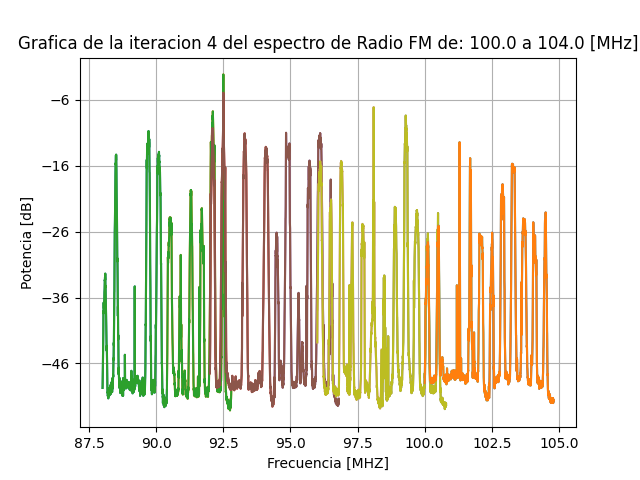 Grafica de la iteracion 4 del espectro de Radio FM de: 100.0 a 104.0 [MHz]
−6
−16
−26
−36
−46
Potencia [dB]
87.5 90.0 92.5 95.0 97.5 100.0 102.5 105.0
Frecuencia [MHZ]